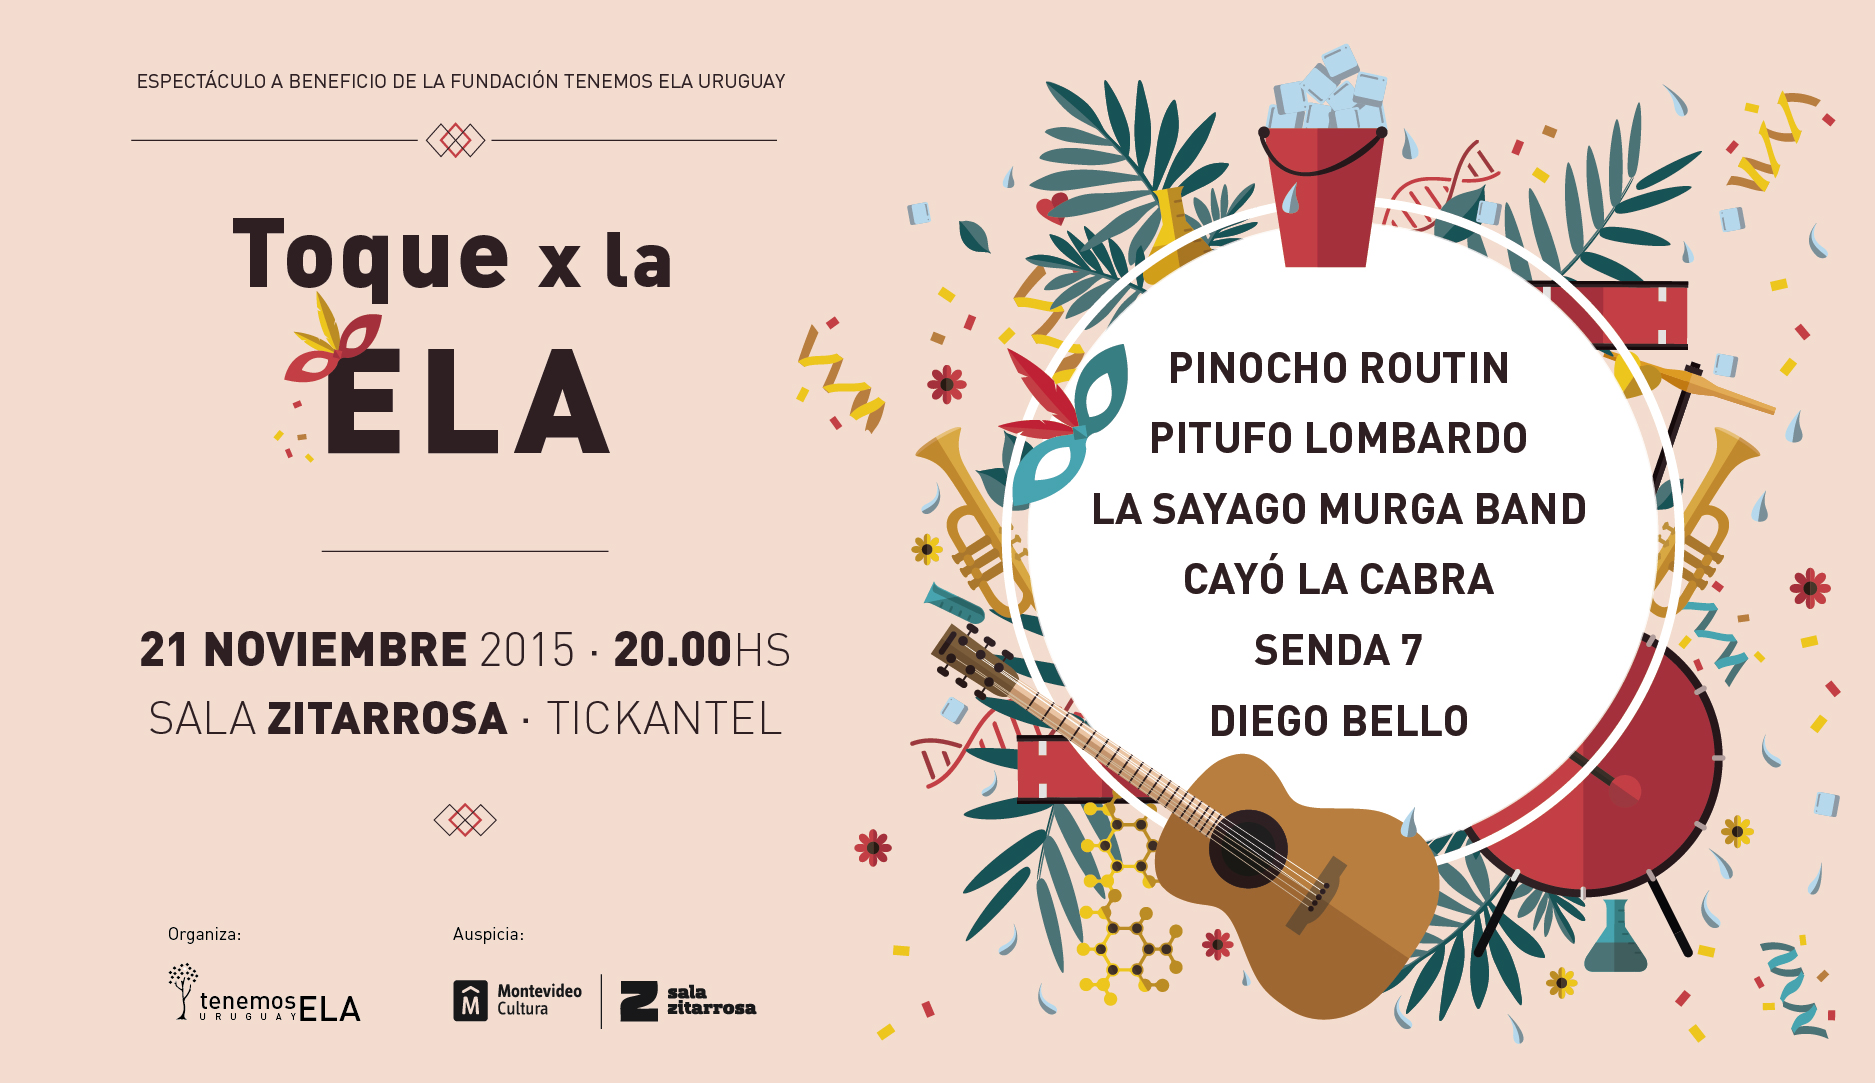 ESPECTÁCULO A BENEFICIO DE LA FUNDACIÓN TENEMOS ELA URUGUAY
Toque x la
ELA
21 NOVIEMBRE 2015 · 20.00HS
SALA ZITARROSA · TICKANTEL
Organiza:
tenemosELA
URUGUAY
Auspicia:
M
Montevideo
Cultura
Z
sala
zitarrosa
PINOCHO ROUTIN
PITUFO LOMBARDO
LA SAYAGO MURGA BAND
CAYÓ LA CABRA
SENDA 7
DIEGO BELLO